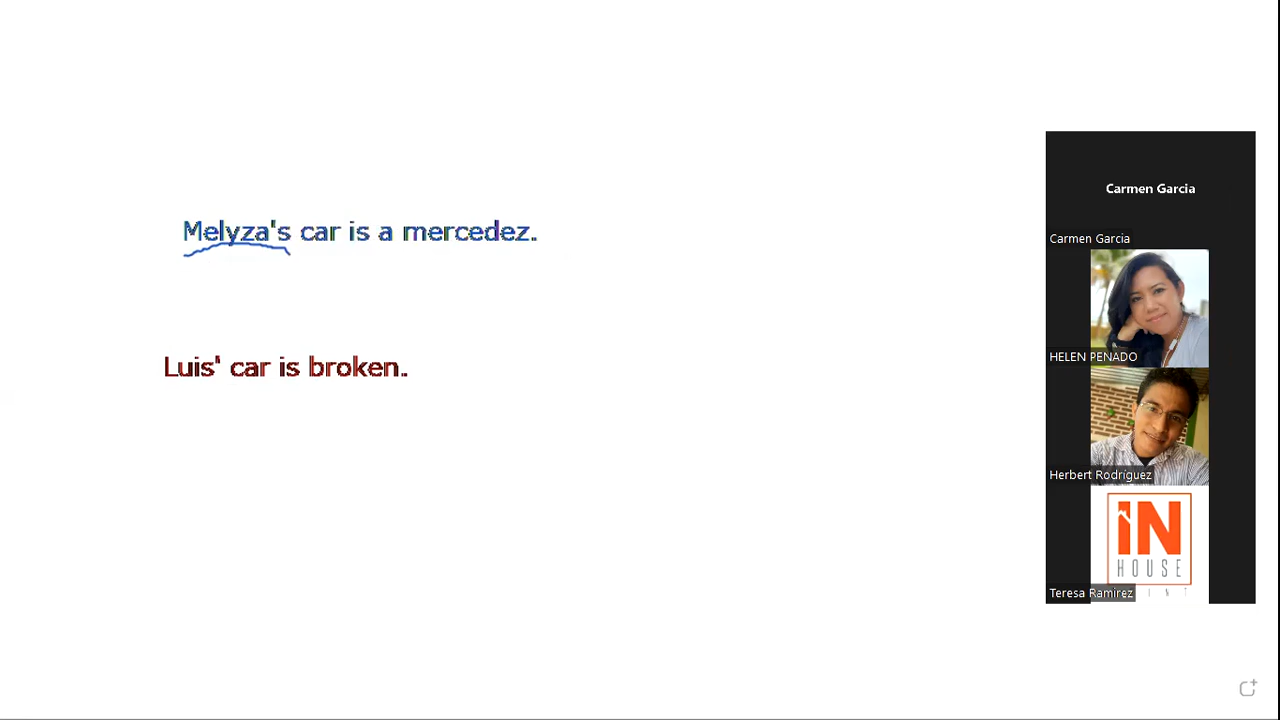 Melyza's car is a mercedez.
Luis' car is broken.
Carmen Garcia
Carmen Garcia
HELEN PENADO
Herbert Rodríguez
IN
HOUSE
Teresa Ramirez